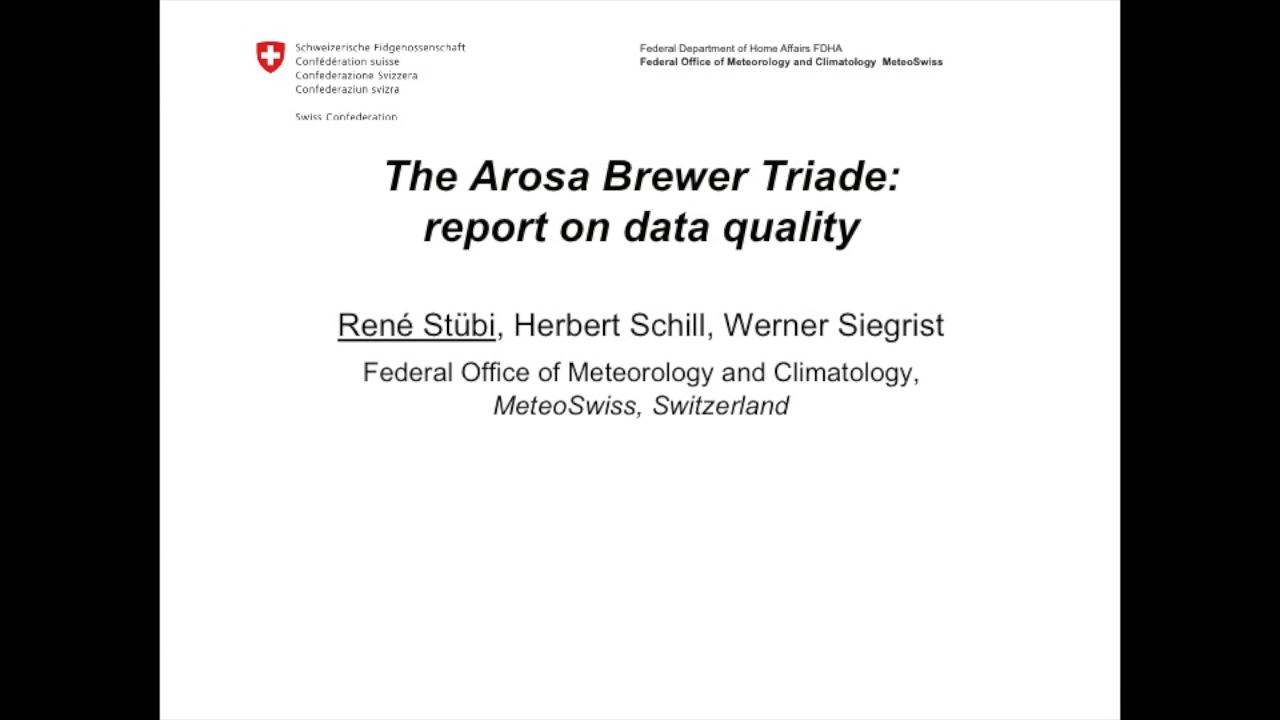 Schweizerische Eidgenossenschaft
Confédération suisse
Confederazione Svizzera
Confederaziun svizra
Swiss Confederation
Federal Department of Home Affairs FDHA
Federal Office of Meteorology and Climatology MeteoSwiss
The Arosa Brewer Triade:
report on data quality
René Stübi, Herbert Schill, Werner Siegrist
Federal Office of Meteorology and Climatology,
MeteoSwiss, Switzerland